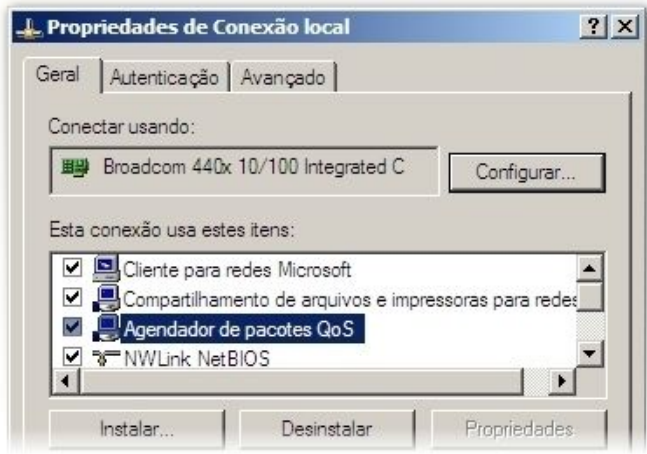 Propriedades de Conexão local
Geral Autenticação Avançado
Conectar usando:
Broadcom 440x 10/100 Integrated C
Configurar...
Esta conexão usa estes itens:
Cliente para redes Microsoft
Compartilhamento de arquivos e impressoras para redes
Agendador de pacotes QoS
NWLink NetBIOS
Instalar... Desinstalar Propriedades